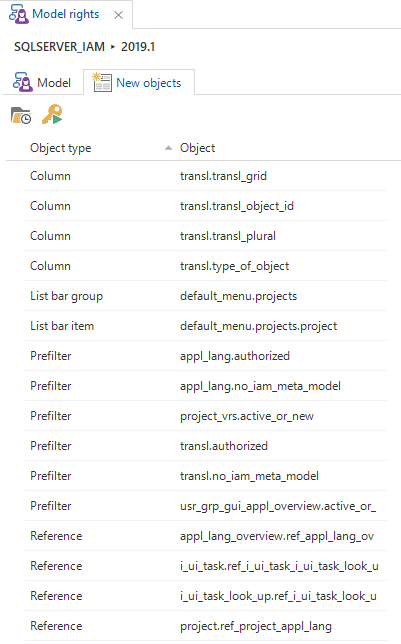 Model rights
SQLSERVER_IAM ▸ 2019.1
Model New objects
Object type Object
Column transl.transl_grid
Column transl.transl_object_id
Column transl.transl_plural
Column transl.type_of_object
List bar group default_menu.projects
List bar item default_menu.projects.project
Prefilter appl_lang.authorized
Prefilter appl_lang.no_iam_meta_model
Prefilter project_vrs.active_or_new
Prefilter transl.authorized
Prefilter transl.no_iam_meta_model
Prefilter usr_grp_gui_appl_overview.active_or_
Reference appl_lang_overview.ref_appl_lang_ov
Reference i_ui_task.ref_i_ui_task_i_ui_task_look_u
Reference i_ui_task_look_up.ref_i_ui_task_look_u
Reference project.ref_project_appl_lang